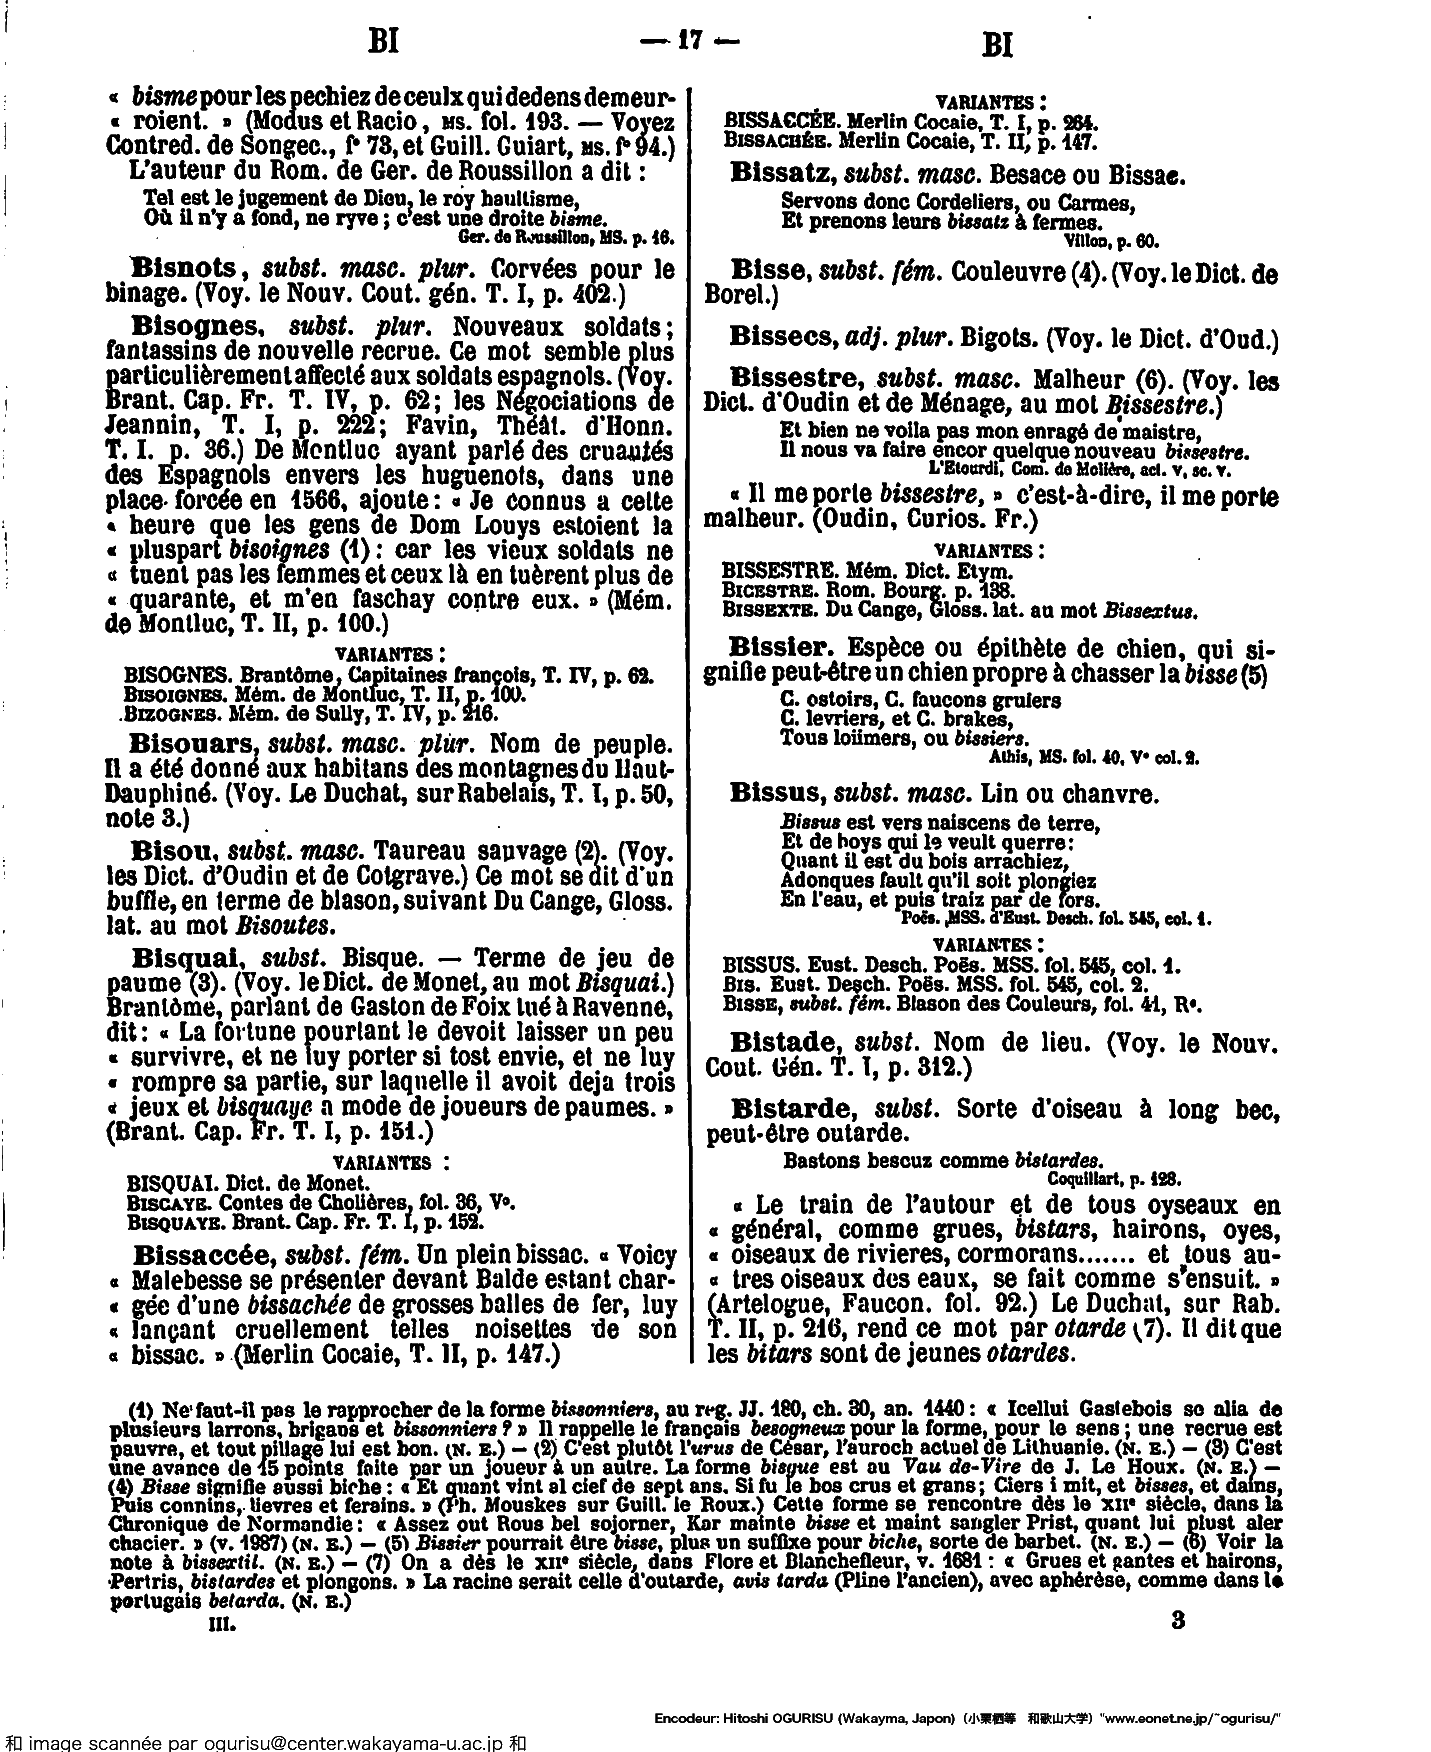 BI
— 17 —
BI
« bisme pour les pechiez de ceulx qui dedens demeur-
« roient. » (Modus et Racio, MS. fol. 193. — Voyez
Contred. de Songec., f° 73, et Guill. Guiart, MS. f° 94.)
L'auteur du Rom. de Ger. de Roussillon a dit :
Tel est le jugement de Dieu, le roy haultisme,
Où il n'y a fond, ne ryve ; c'est une droite bisme.
Ger. de Roussillon, MS. p. 16.
Bisnots, subst. masc. plur. Corvées pour le
binage. (Voy. le Nouv. Cout. gén. T. I, p. 402.)
Bisognes, subst. plur. Nouveaux soldats ;
fantassins de nouvelle recrue. Ce mot semble plus
particulièrement affecté aux soldats espagnols. (Voy.
Brant. Cap. Fr. T. IV, p. 62 ; les Négociations de
Jeannin, T. I, p. 222 ; Favin, Théât. d'Honn.
T. I. p. 36.) De Montluc ayant parlé des cruautés
des Espagnols envers les huguenots, dans une
place forcée en 1566, ajoute : « Je connus a cette
« heure que les gens de Dom Louys estoient la
« pluspart bisoignes (1) : car les vieux soldats ne
« tuent pas les femmes et ceux là en tuèrent plus de
« quarante, et m'en faschay contre eux. » (Mém.
de Montluc, T. II, p. 100.)
VARIANTES :
BISOGNES. Brantôme, Capitaines françois, T. IV, p. 62.
BISOIGNES. Mém. de Montluc, T. II, p. 100.
BIZOGNES. Mém. de Sully, T. IV, p. 216.
Bisouars, subst. masc. plur. Nom de peuple.
Il a été donné aux habitans des montagnes du Haut-
Dauphiné. (Voy. Le Duchat, sur Rabelais, T. I, p. 50,
note 3.)
Bisou, subst. masc. Taureau sauvage (2). (Voy.
les Dict. d'Oudin et de Cotgrave.) Ce mot se dit d'un
buffle, en terme de blason, suivant Du Cange, Gloss.
lat. au mot Bisoutes.
Bisquai, subst. Bisque. — Terme de jeu de
paume (3). (Voy. le Dict. de Monet, au mot Bisquai.)
Brantôme, parlant de Gaston de Foix tué à Ravenne,
dit : « La fortune pourtant le devoit laisser un peu
« survivre, et ne luy porter si tost envie, et ne luy
« rompre sa partie, sur laquelle il avoit deja trois
« jeux et bisquaye a mode de joueurs de paumes. »
(Brant. Cap. Fr. T. I, p. 151.)
VARIANTES :
BISQUAI. Dict. de Monet.
BISCAYE. Contes de Cholières, fol. 36, V°.
BISQUAYE. Brant. Cap. Fr. T. I, p. 152.
Bissaccée, subst. fém. Un plein bissac. « Voicy
« Malebesse se présenter devant Balde estant char-
« gée d'une bissachée de grosses balles de fer, luy
« lançant cruellement telles noisettes de son
« bissac. » (Merlin Cocaie, T. II, p. 147.)
VARIANTES :
BISSACCÉE. Merlin Cocaie, T. I, p. 264.
BISSACHÉE. Merlin Cocaie, T. II, p. 147.
Bissatz, subst. masc. Besace ou Bissac.
Servons donc Cordeliers, ou Carmes,
Et prenons leurs bissatz à fermes.
Villon, p. 60.
Bisse, subst. fém. Couleuvre (4). (Voy. le Dict. de
Borel.)
Bissecs, adj. plur. Bigots. (Voy. le Dict. d'Oud.)
Bissestre, subst. masc. Malheur (6). (Voy. les
Dict. d'Oudin et de Ménage, au mot Bissestre.)
Et bien ne voila pas mon enragé de maistre,
Il nous va faire encor quelque nouveau bissestre.
L'Etourdi, Com. de Molière, act. V, sc. V.
« Il me porte bissestre, » c'est-à-dire, il me porte
malheur. (Oudin, Curios. Fr.)
VARIANTES :
BISSESTRE. Mém. Dict. Etym.
BICESTRE. Rom. Bourg. p. 138.
BISSEXTE. Du Cange, Gloss. lat. au mot Bissextus.
Bissier. Espèce ou épithète de chien, qui si-
gnifie peut-être un chien propre à chasser la bisse (5)
C. ostoirs, C. faucons gruiers
C. levriers, et C. brakes,
Tous loiimers, ou bissiers.
Athis, MS. fol. 40, V° col. 2.
Bissus, subst. masc. Lin ou chanvre.
Bissus est vers naiscens de terre,
Et de boys qui le veult querre :
Quant il est du bois arrachiez,
Adonques fault qu'il soit plongiez
En l'eau, et puis traiz par de fors.
Poës. MSS. d'Eust. Desch. fol. 545, col. 1.
VARIANTES :
BISSUS. Eust. Desch. Poës. MSS. fol. 545, col. 1.
BIS. Eust. Desch. Poës. MSS. fol. 545, col. 2.
BISSE, subst. fém. Blason des Couleurs, fol. 41, R°.
Bistade, subst. Nom de lieu. (Voy. le Nouv.
Cout. Gén. T. I, p. 312.)
Bistarde, subst. Sorte d'oiseau à long bec,
peut-être outarde.
Bastons bescuz comme bistardes.
Coquillart, p. 128.
« Le train de l'autour et de tous oyseaux en
« général, comme grues, bistars, hairons, oyes,
« oiseaux de rivieres, cormorans....... et tous au-
« tres oiseaux des eaux, se fait comme s'ensuit. »
(Artelogue, Faucon. fol. 92.) Le Duchat, sur Rab.
T. II, p. 216, rend ce mot par otarde (7). Il dit que
les bitars sont de jeunes otardes.
(1) Ne faut-il pas le rapprocher de la forme bissonniers, au reg. JJ. 180, ch. 30, an. 1440 : « Icellui Gastebois se alia de
plusieurs larrons, brigans et bissonniers ? » Il rappelle le français besogneux pour la forme, pour le sens ; une recrue est
pauvre, et tout pillage lui est bon. (N. E.) — (2) C'est plutôt l'urus de César, l'auroch actuel de Lithuanie. (N. E.) — (3) C'est
une avance de 15 points faite par un joueur à un autre. La forme bisque est au Vau de-Vire de J. Le Houx. (N. E.) —
(4) Bisse signifie aussi biche : « Et quant vint al cief de sept ans. Si fu le bos crus et grans ; Ciers i mit, et bisses, et dains,
Puis connins, lievres et ferains. » (Ph. Mouskes sur Guill. le Roux.) Cette forme se rencontre dès le XII° siècle, dans la
Chronique de Normandie : « Assez out Rous bel sojorner, Kar mainte bisse et maint sangler Prist, quant lui plust aler
chacier. » (v. 1987) (N. E.) — (5) Bissier pourrait être bisse, plus un suffixe pour biche, sorte de barbet. (N. E.) — (6) Voir la
note à bissextil. (N. E.) — (7) On a dès le XII° siècle, dans Flore et Blanchefleur, v. 1681 : « Grues et gantes et hairons,
Pertris, bistardes et plongons. » La racine serait celle d'outarde, avis tarda (Pline l'ancien), avec aphérèse, comme dans le
portugais betarda. (N. E.)
III.
3
Encodeur: Hitoshi OGURISU (Wakayma, Japon) (小栗栖等 和歌山大学) "www.eonet.ne.jp/~ogurisu/"
和 image scannée par ogurisu@center.wakayama-u.ac.jp 和